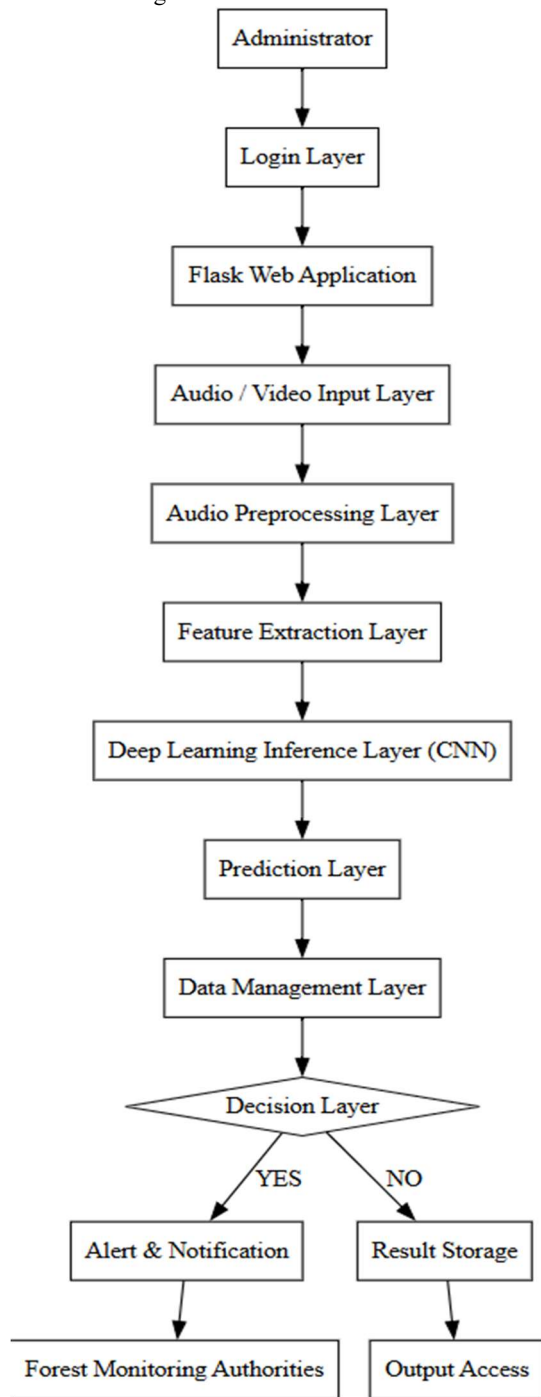 Administrator
Login Layer
Flask Web Application
Audio / Video Input Layer
Audio Preprocessing Layer
Feature Extraction Layer
Deep Learning Inference Layer (CNN)
Prediction Layer
Data Management Layer
Decision Layer
YES
NO
Alert & Notification
Result Storage
Forest Monitoring Authorities
Output Access